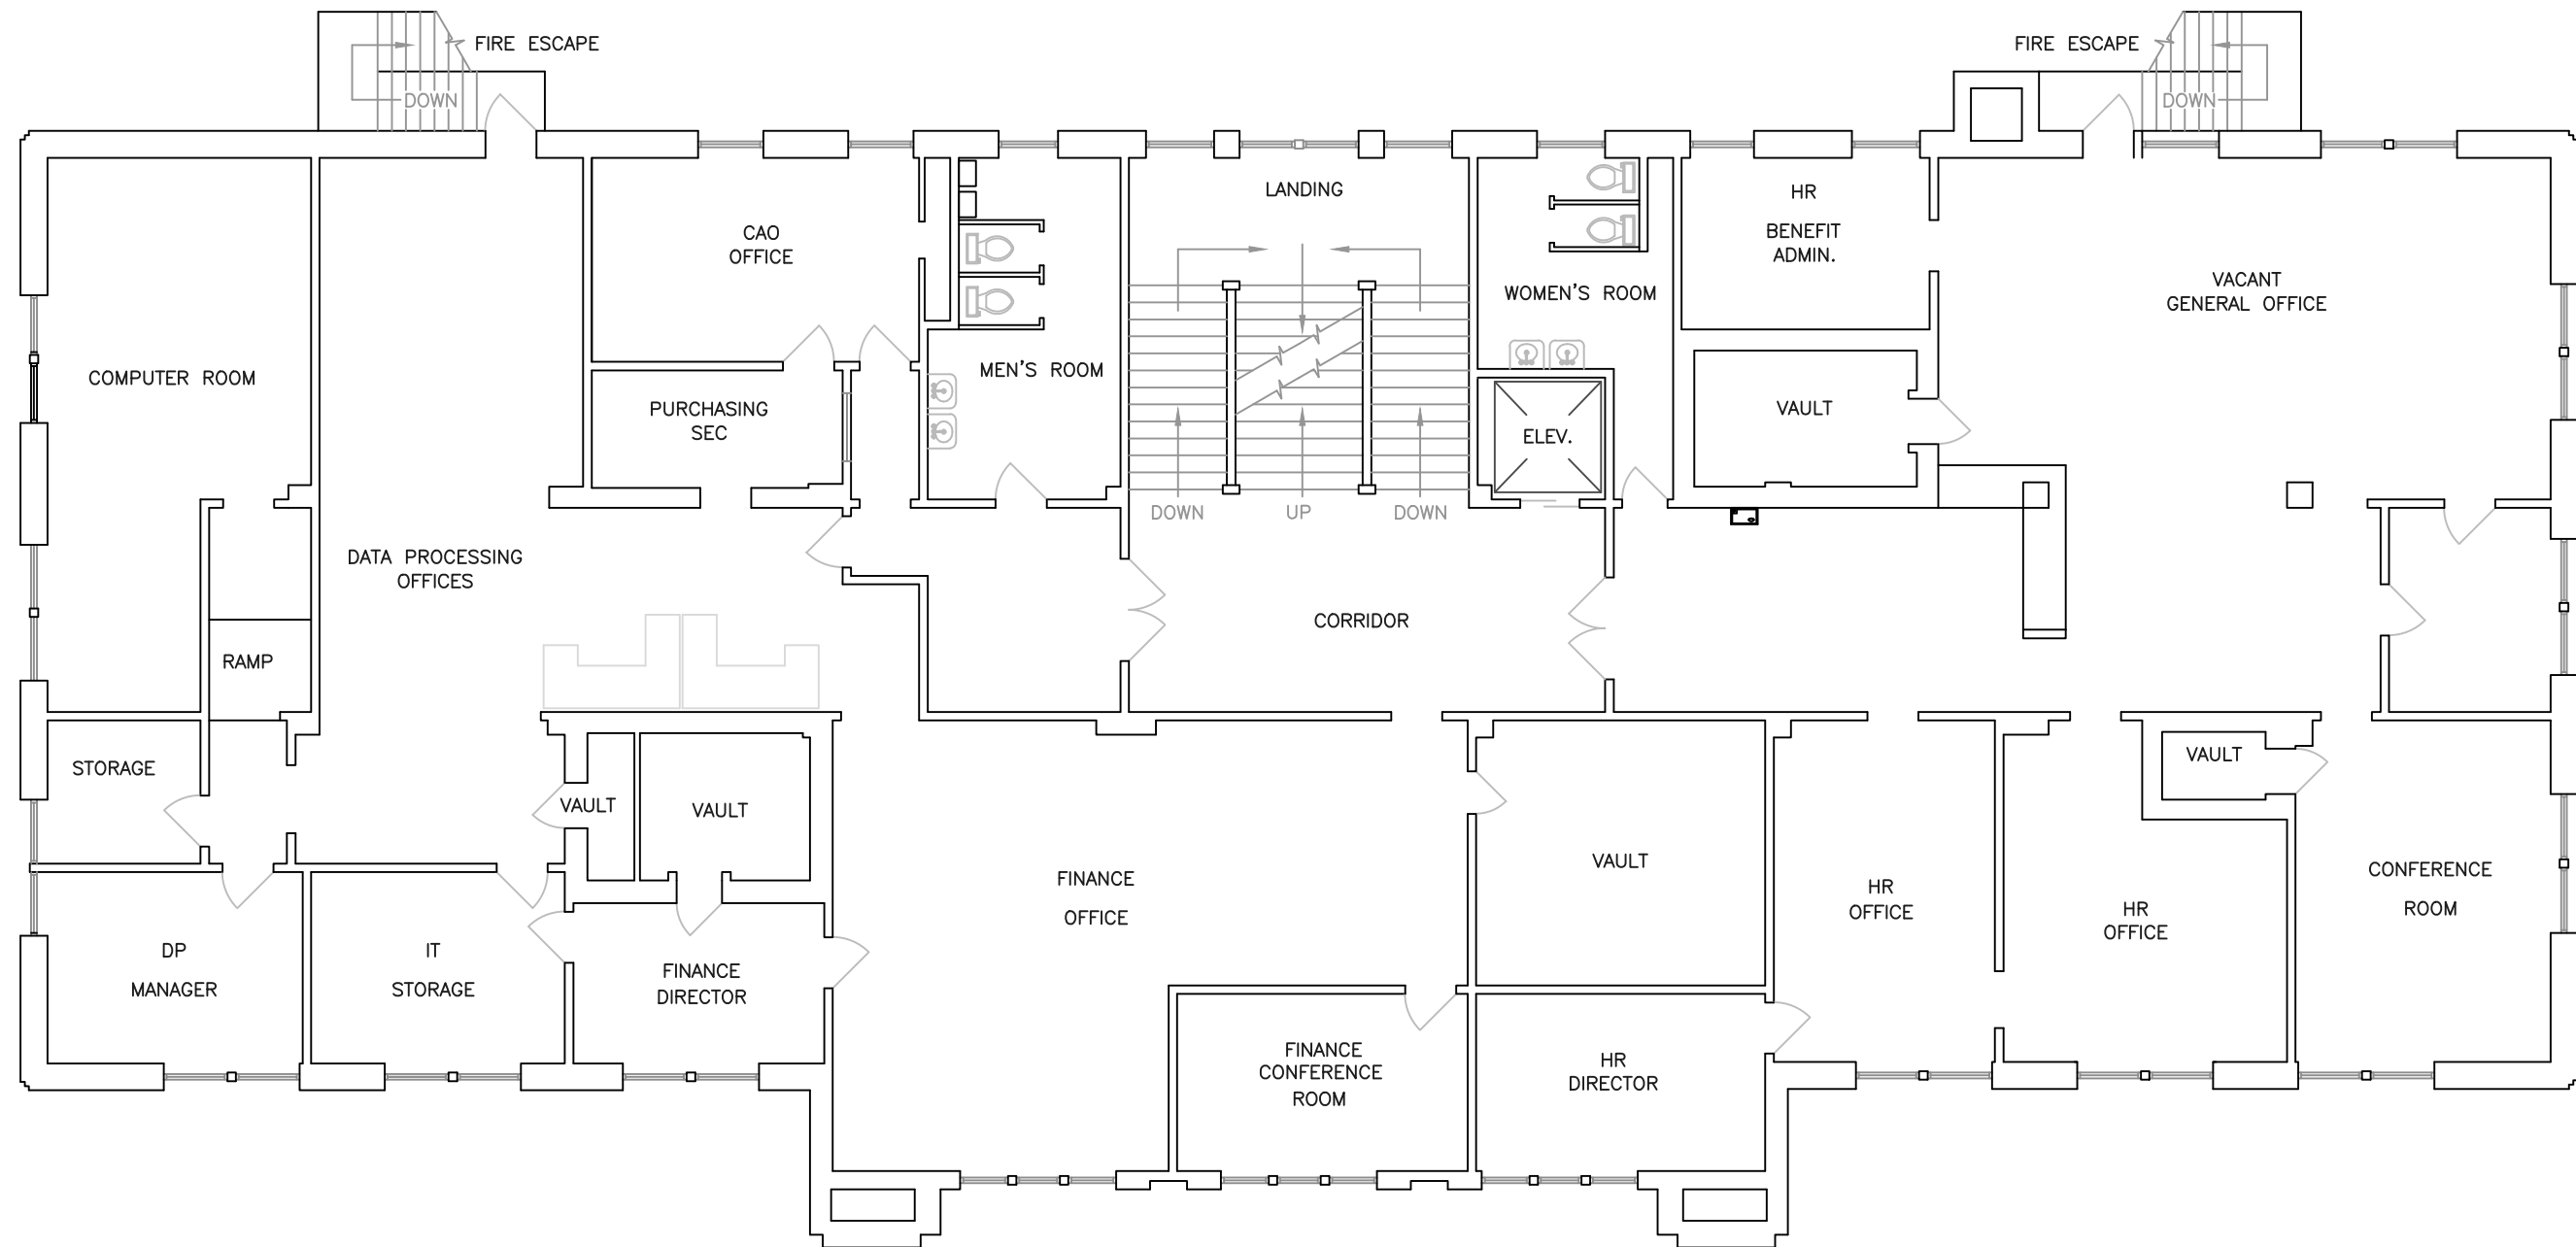 FIRE ESCAPE
FIRE ESCAPE
DOWN
DOWN
LANDING
HR
BENEFIT
ADMIN.
CAO
OFFICE
VACANT
GENERAL OFFICE
WOMEN'S ROOM
MEN'S ROOM
COMPUTER ROOM
PURCHASING
SEC
VAULT
ELEV.
DOWN
UP
DOWN
DATA PROCESSING
OFFICES
CORRIDOR
RAMP
STORAGE
VAULT
VAULT
VAULT
VAULT
FINANCE
OFFICE
HR
OFFICE
HR
OFFICE
CONFERENCE
ROOM
DP
MANAGER
IT
STORAGE
FINANCE
DIRECTOR
FINANCE
CONFERENCE
ROOM
HR
DIRECTOR